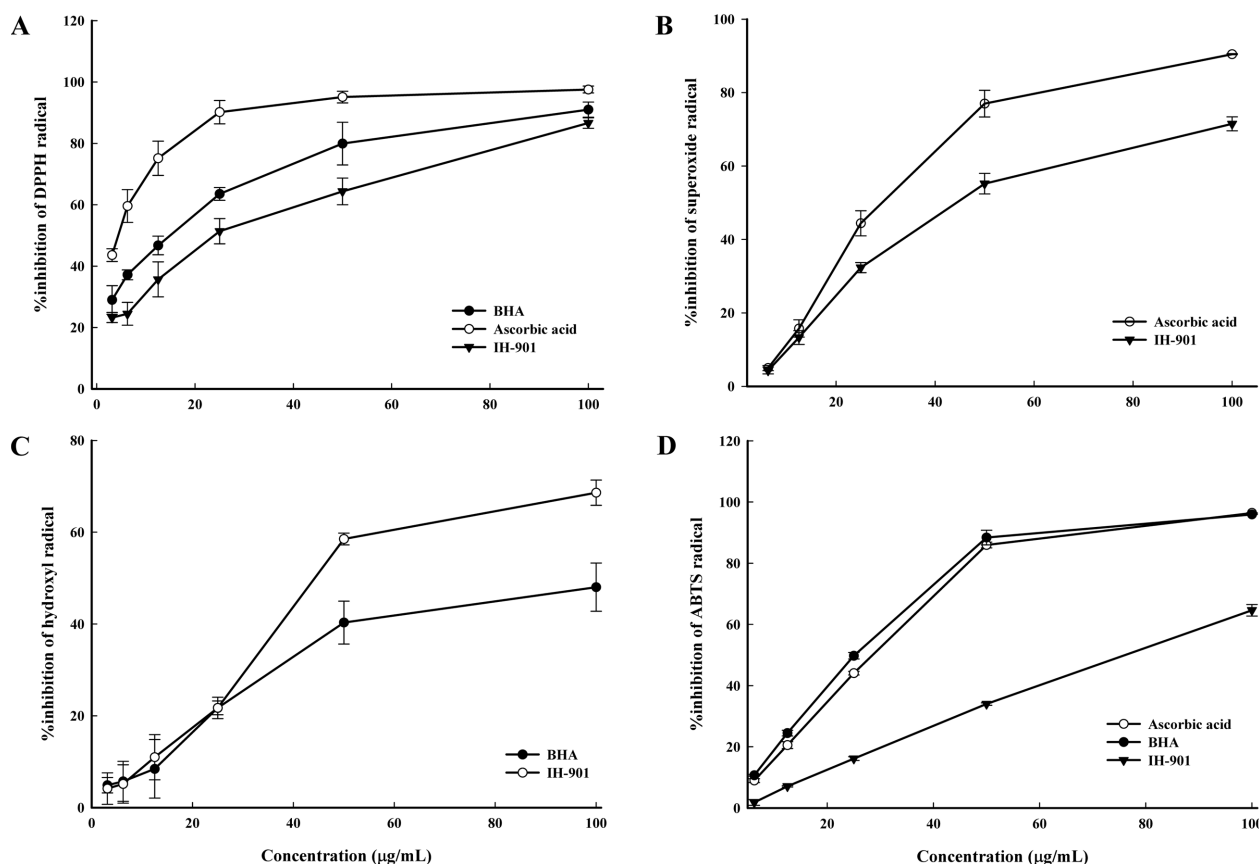 A
%inhibition of DPPH radical
120
100
80
60
40
20
0
0 20 40 60 80 100
BHA
Ascorbic acid
IH-901
B
%inhibition of superoxide radical
100
80
60
40
20
0
0 20 40 60 80 100
Ascorbic acid
IH-901
C
%inhibition of hydroxyl radical
80
60
40
20
0
0 20 40 60 80 100
BHA
IH-901
Concentration (µg/mL)
D
%inhibition of ABTS radical
120
100
80
60
40
20
0
20 40 60 80 100
Ascorbic acid
BHA
IH-901
Concentration (µg/mL)